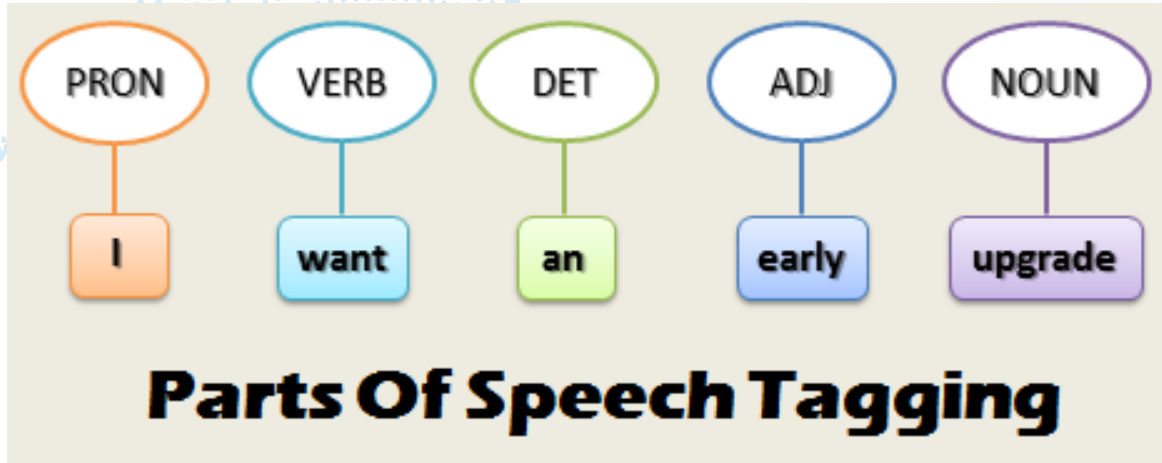 PRON VERB DET ADJ NOUN
I want an early upgrade
Parts Of Speech Tagging